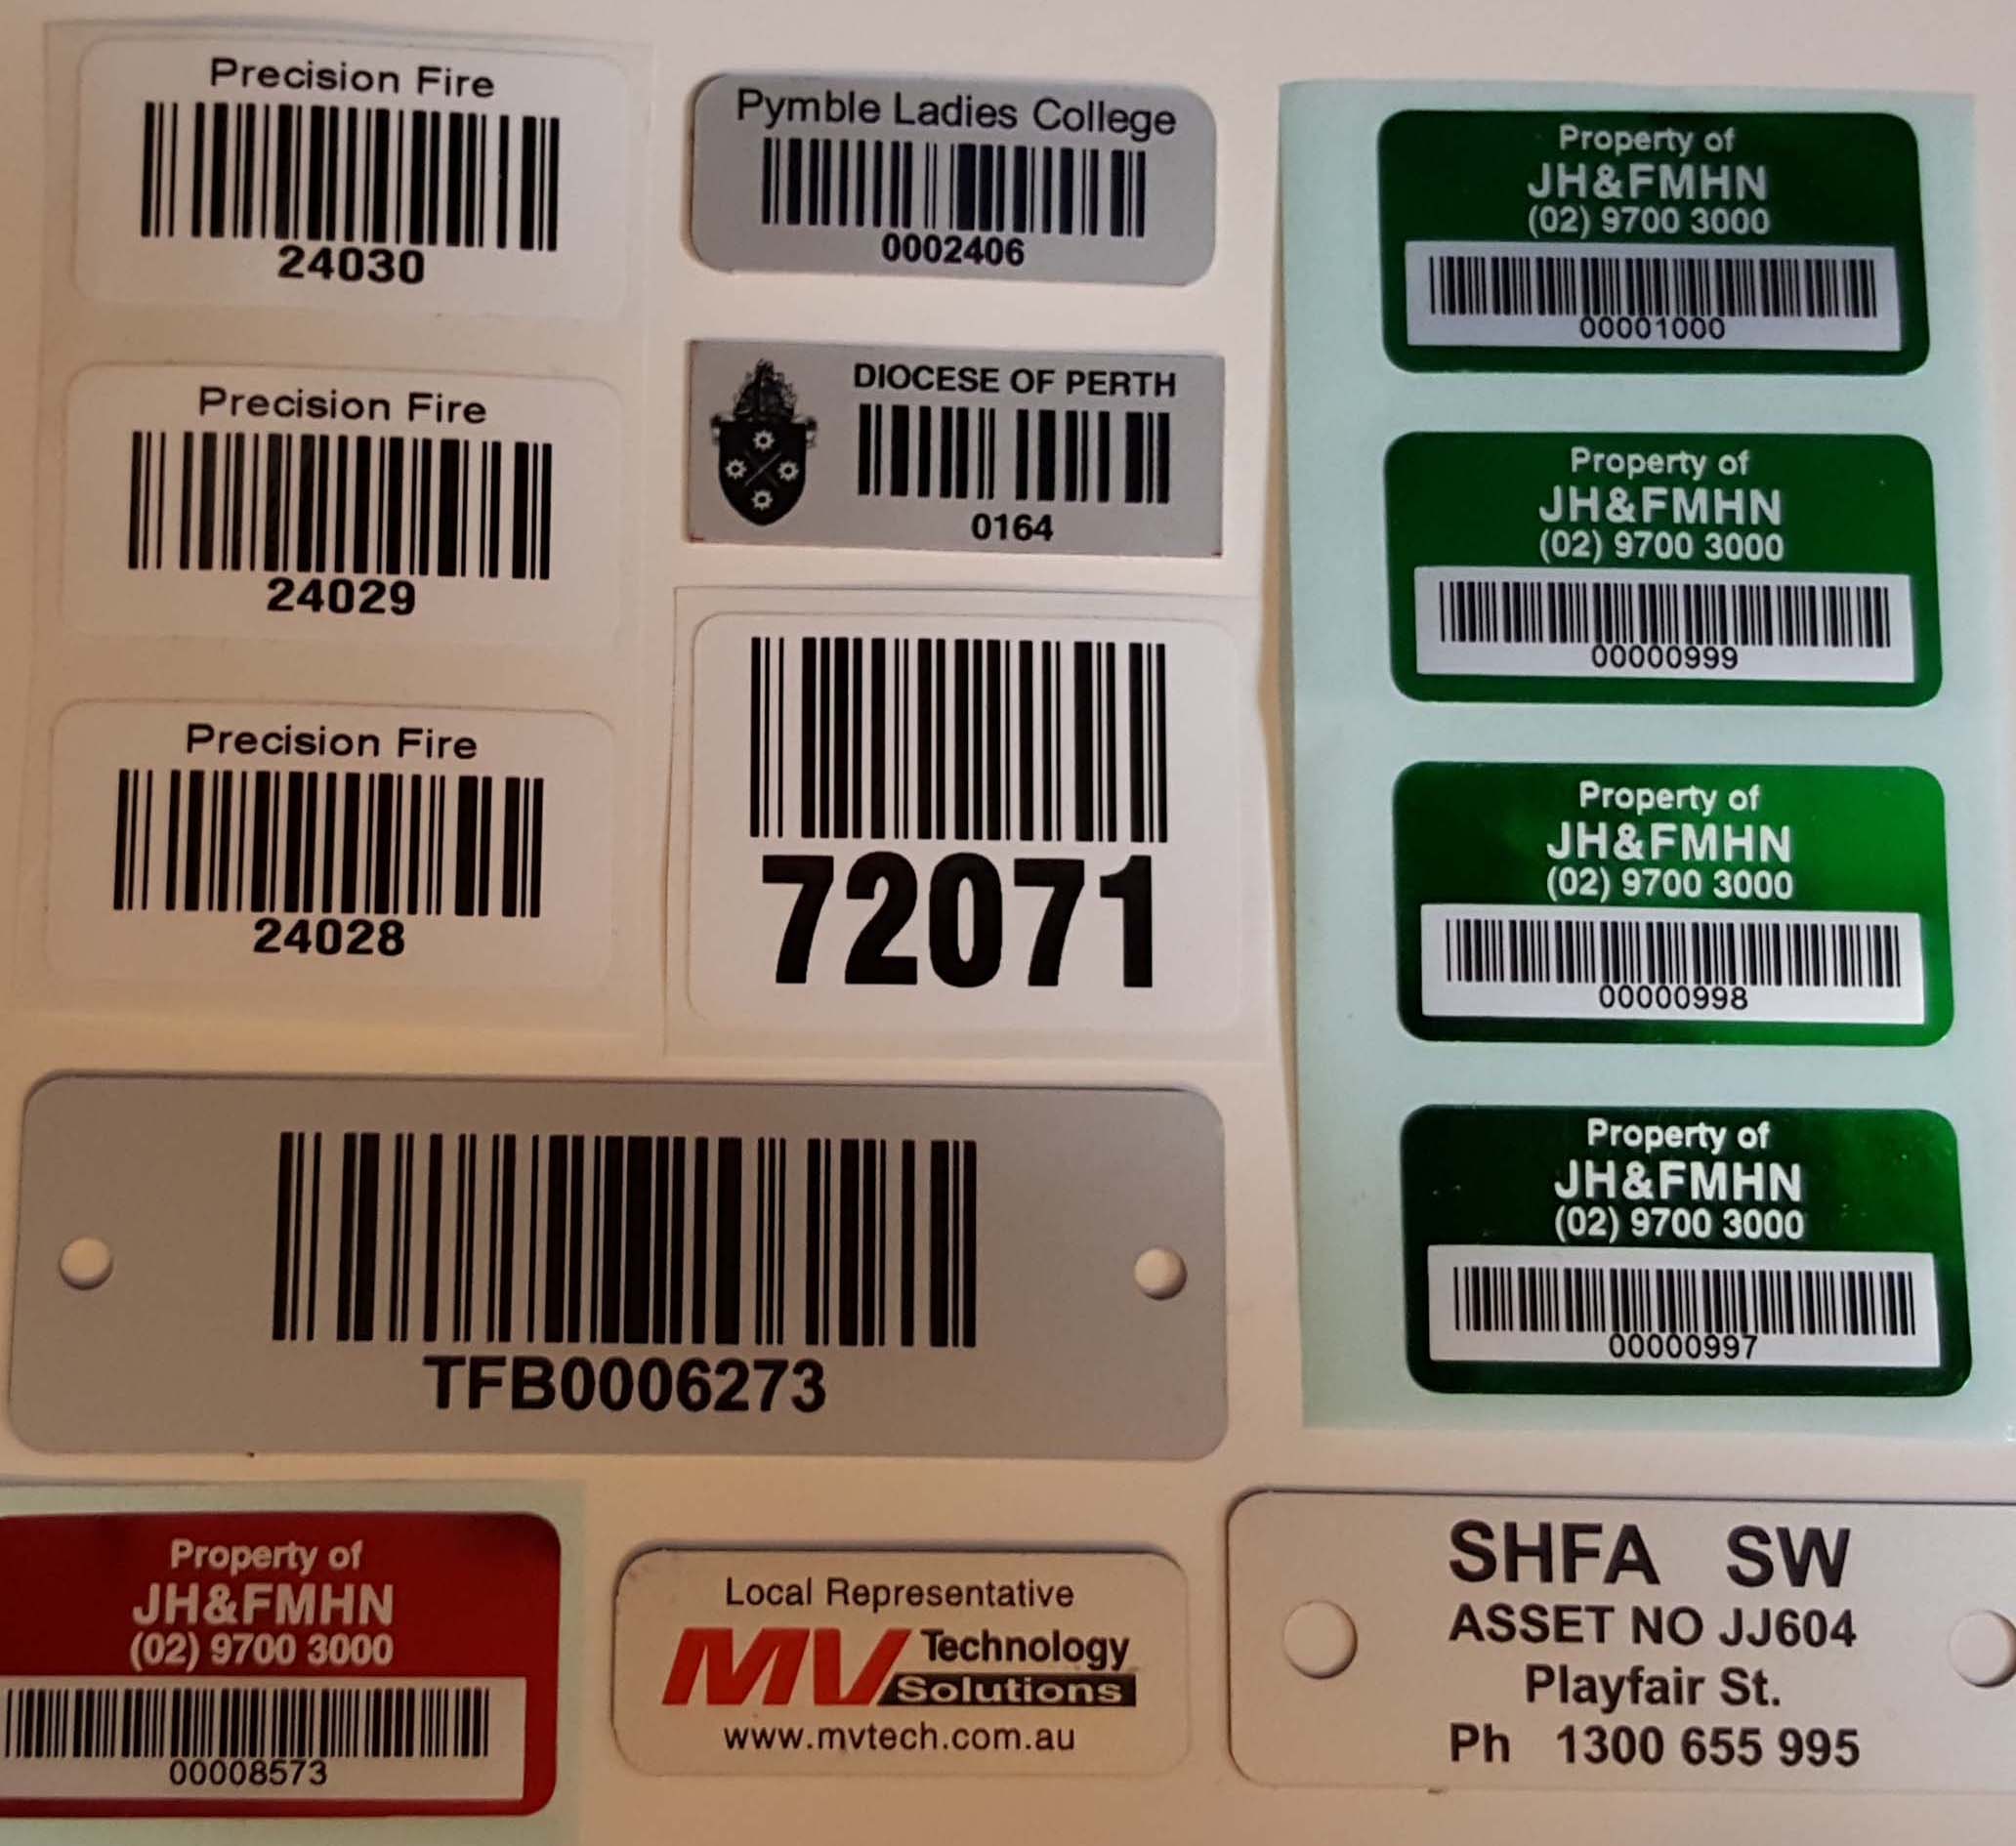 Precision Fire
24030
Precision Fire
24029
Precision Fire
24028
Pymble Ladies College
0002406
DIOCESE OF PERTH
0164
72071
Property of
JH&FMHN
(02) 9700 3000
00001000
Property of
JH&FMHN
(02) 9700 3000
00000999
Property of
JH&FMHN
(02) 9700 3000
00000998
Property of
JH&FMHN
(02) 9700 3000
00000997
TFB0006273
Property of
JH&FMHN
(02) 9700 3000
00008573
Local Representative
MV Technology
Solutions
www.mvtech.com.au
SHFA SW
ASSET NO JJ604
Playfair St.
Ph 1300 655 995